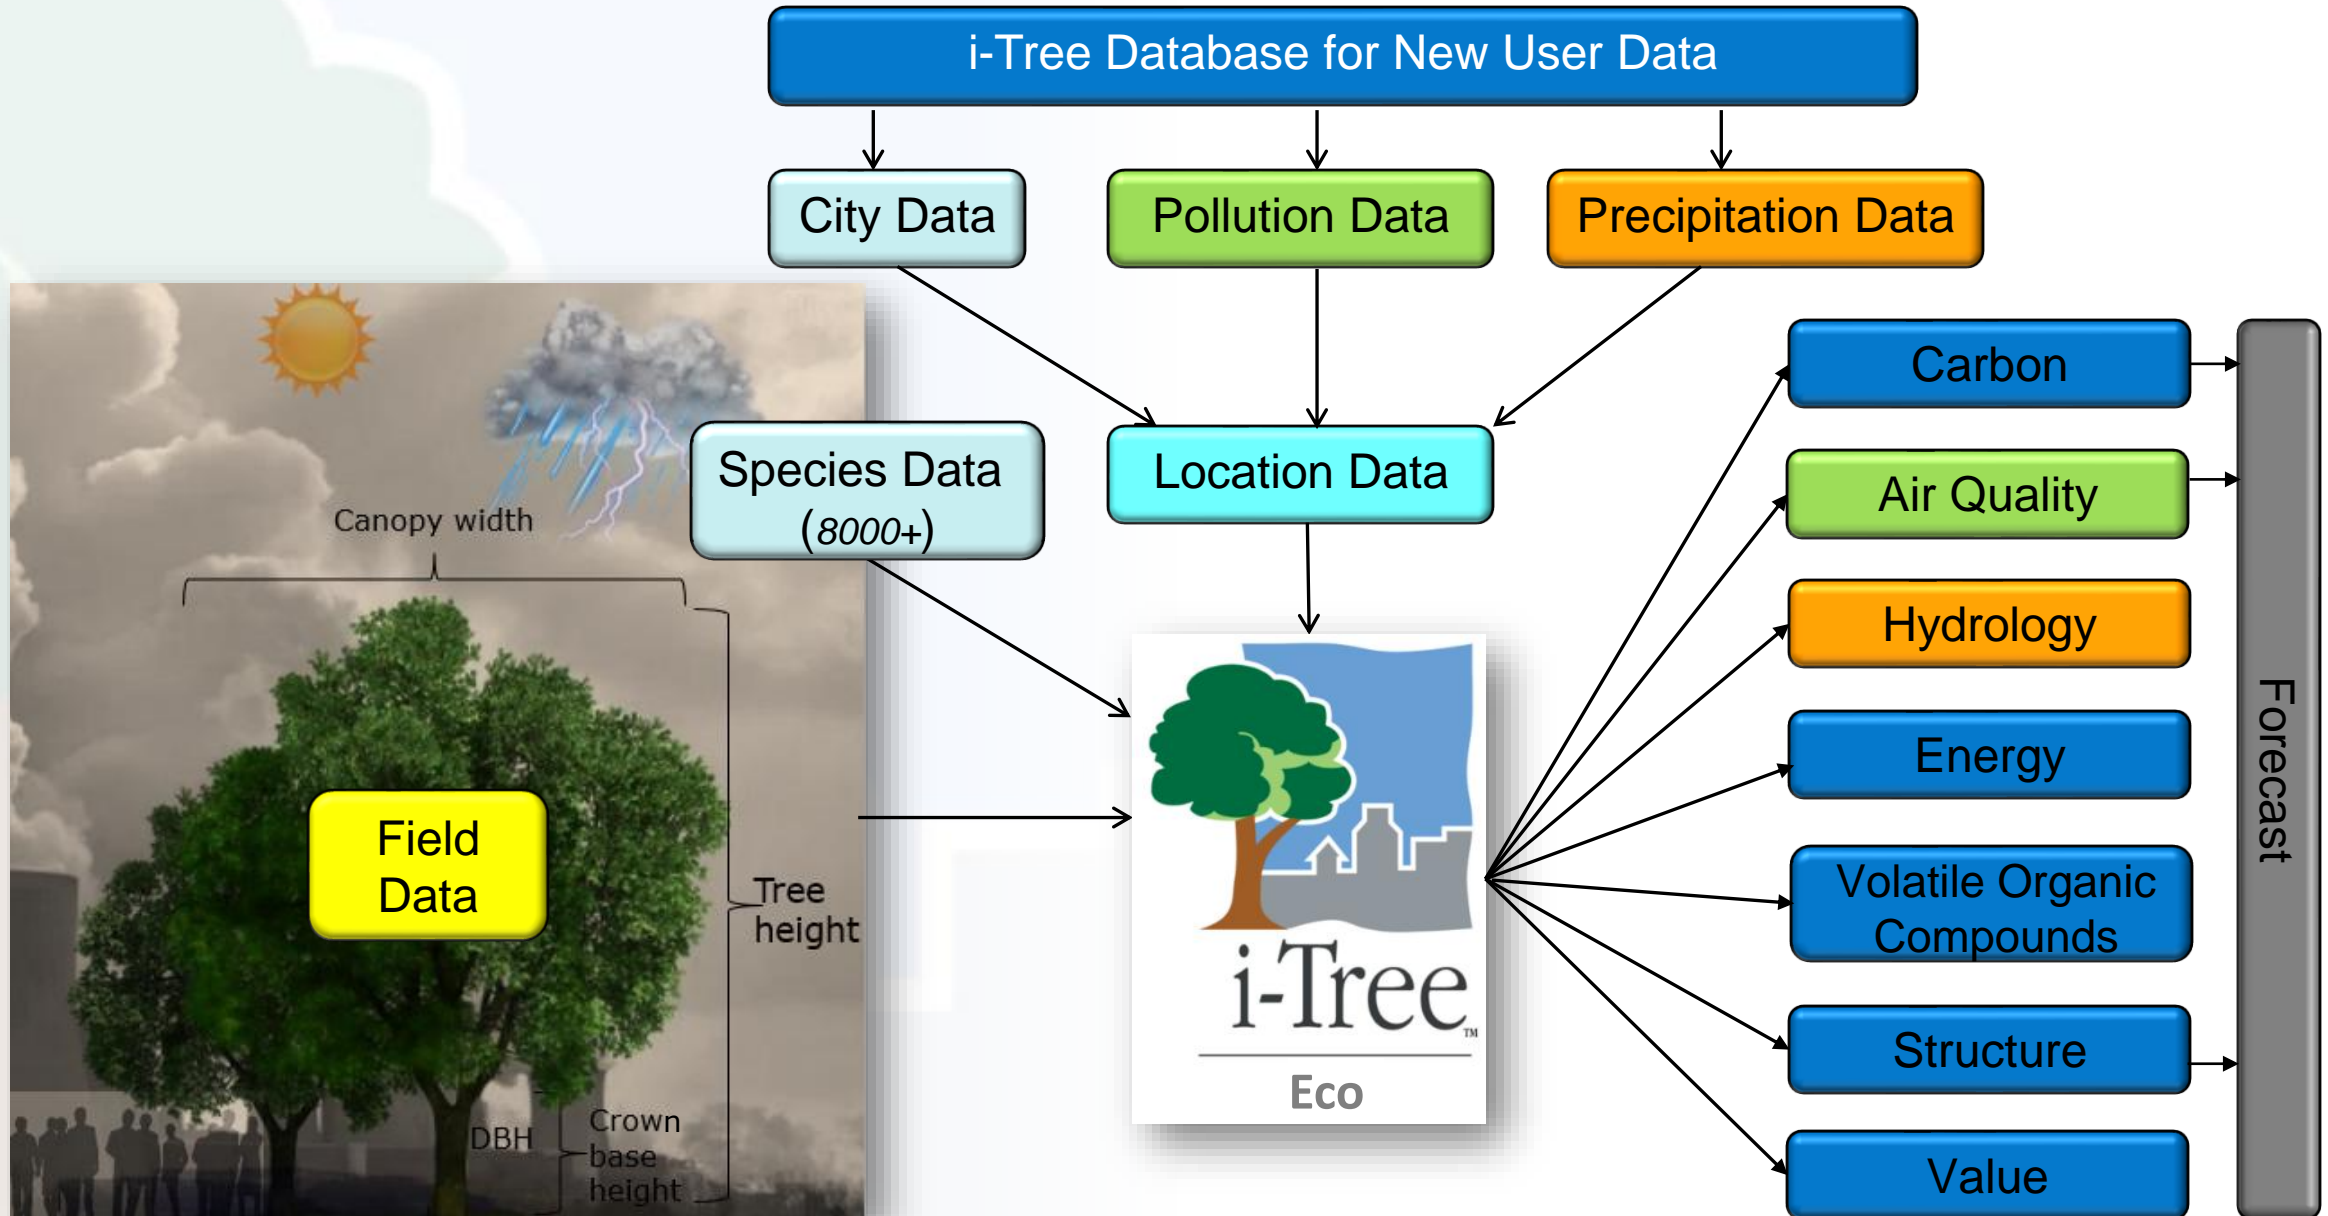 i-Tree Database for New User Data
City Data
Pollution Data
Precipitation Data
Species Data
(8000+)
Location Data
Canopy width
Field
Data
Tree
height
DBH
Crown
base
height
i-Tree™
Eco
Carbon
Air Quality
Hydrology
Energy
Volatile Organic
Compounds
Structure
Value
Forecast